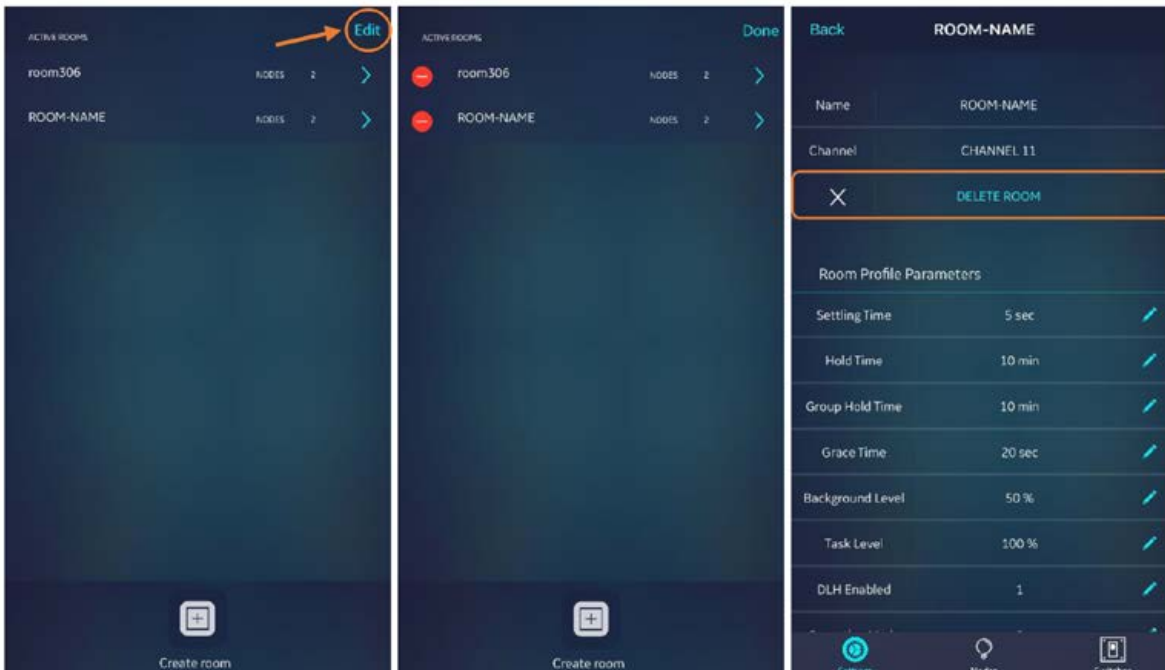 ACTIVE ROOMS
Edit
room306 NODES 2
ROOM-NAME NODES 2
Create room
ACTIVE ROOMS
Done
room306 NODES 2
ROOM-NAME NODES 2
Create room
Back ROOM-NAME
Name ROOM-NAME
Channel CHANNEL 11
DELETE ROOM
Room Profile Parameters
Settling Time 5 sec
Hold Time 10 min
Group Hold Time 10 min
Grace Time 20 sec
Background Level 50 %
Task Level 100 %
DLH Enabled 1